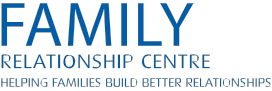 FAMILY
RELATIONSHIP CENTRE
HELPING FAMILIES BUILD BETTER RELATIONSHIPS